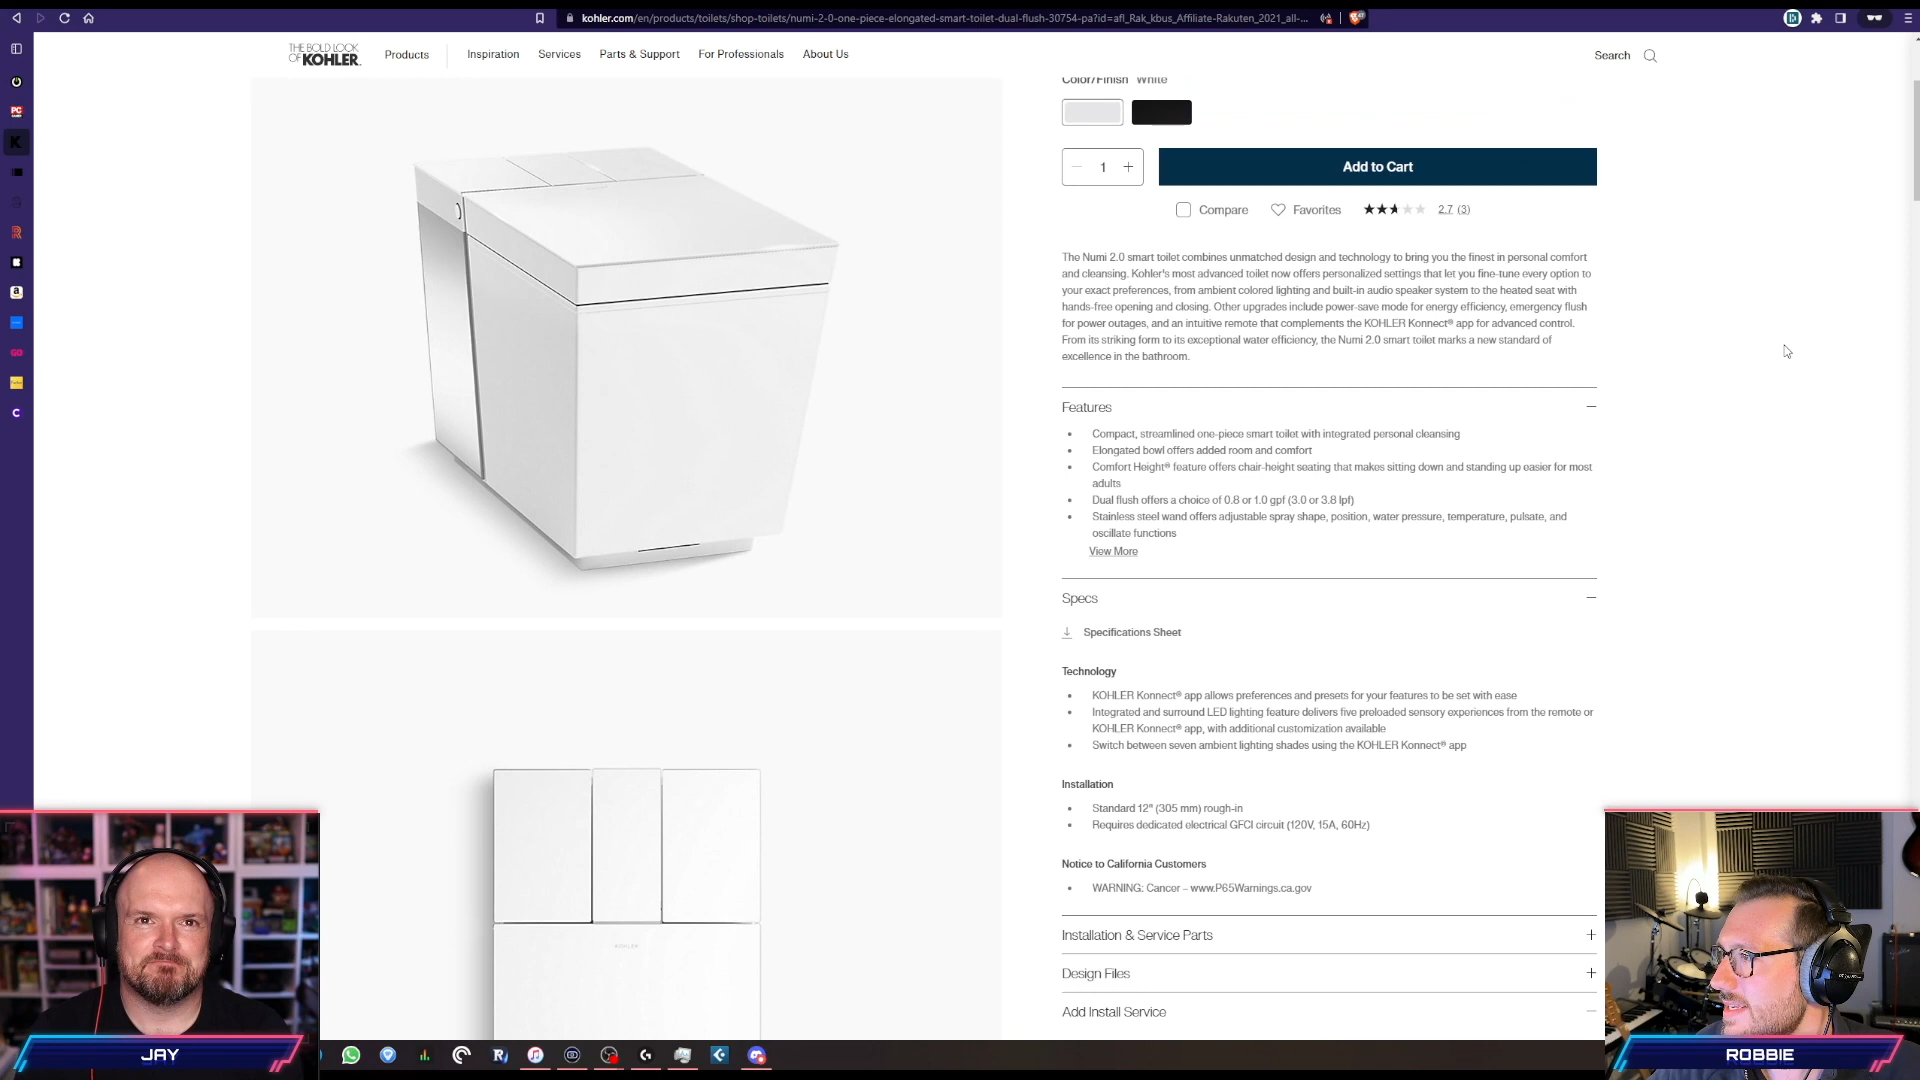 kohler.com/en/products/toilets/shop-toilets/numi-2-0-one-piece-elongated-smart-toilet-dual-flush-30754-pa?id=afl_Rak_kbus_Affiliate-Rakuten_2021_all-...
THE BOLD LOOK
OF KOHLER.
Products
Inspiration
Services
Parts & Support
For Professionals
About Us
Search
Color/Finish White
1
Add to Cart
Compare
Favorites
2.7 (3)
The Numi 2.0 smart toilet combines unmatched design and technology to bring you the finest in personal comfort
and cleansing. Kohler's most advanced toilet now offers personalized settings that let you fine-tune every option to
your exact preferences, from ambient colored lighting and built-in audio speaker system to the heated seat with
hands-free opening and closing. Other upgrades include power-save mode for energy efficiency, emergency flush
for power outages, and an intuitive remote that complements the KOHLER Konnect® app for advanced control.
From its striking form to its exceptional water efficiency, the Numi 2.0 smart toilet marks a new standard of
excellence in the bathroom.
Features
Compact, streamlined one-piece smart toilet with integrated personal cleansing
Elongated bowl offers added room and comfort
Comfort Height® feature offers chair-height seating that makes sitting down and standing up easier for most
adults
Dual flush offers a choice of 0.8 or 1.0 gpf (3.0 or 3.8 lpf)
Stainless steel wand offers adjustable spray shape, position, water pressure, temperature, pulsate, and
oscillate functions
View More
Specs
Specifications Sheet
Technology
KOHLER Konnect® app allows preferences and presets for your features to be set with ease
Integrated and surround LED lighting feature delivers five preloaded sensory experiences from the remote or
KOHLER Konnect® app, with additional customization available
Switch between seven ambient lighting shades using the KOHLER Konnect® app
Installation
Standard 12" (305 mm) rough-in
Requires dedicated electrical GFCI circuit (120V, 15A, 60Hz)
Notice to California Customers
WARNING: Cancer – www.P65Warnings.ca.gov
Installation & Service Parts
Design Files
Add Install Service
KOHLER
JAY
ROBBIE